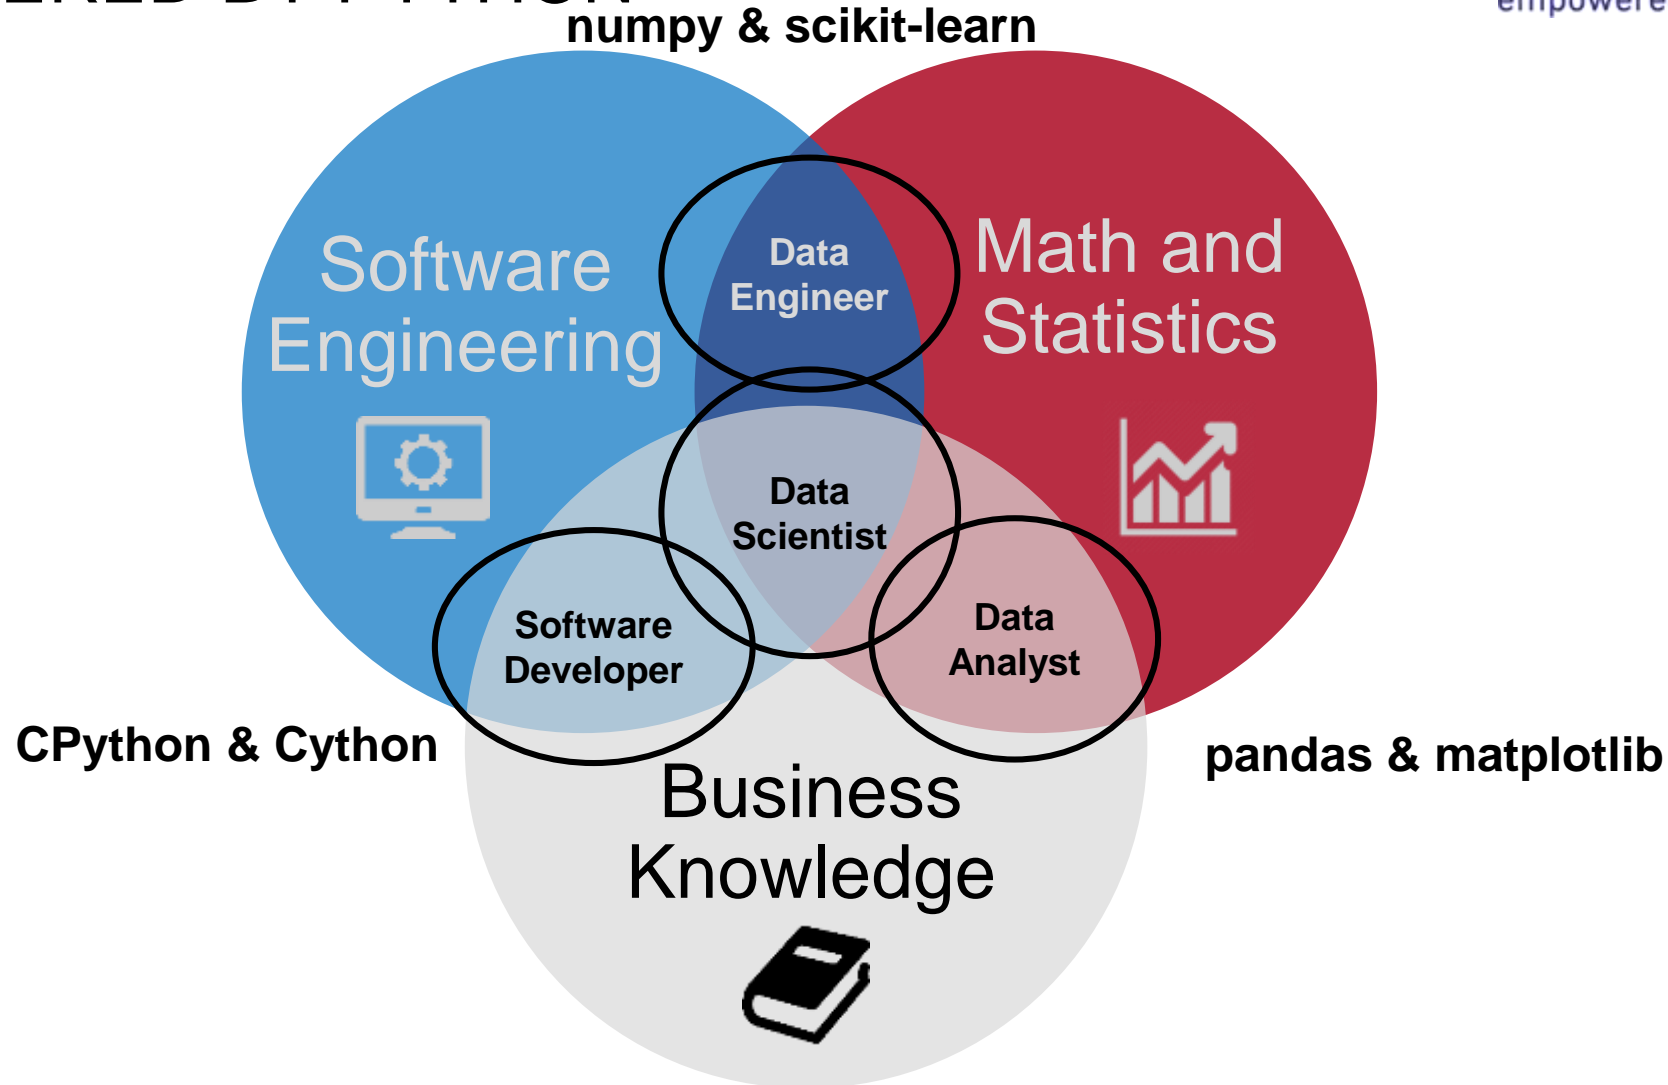 numpy & scikit-learn
Software
Engineering
Data
Engineer
Math and
Statistics
Data
Scientist
Software
Developer
Data
Analyst
CPython & Cython
pandas & matplotlib
Business
Knowledge